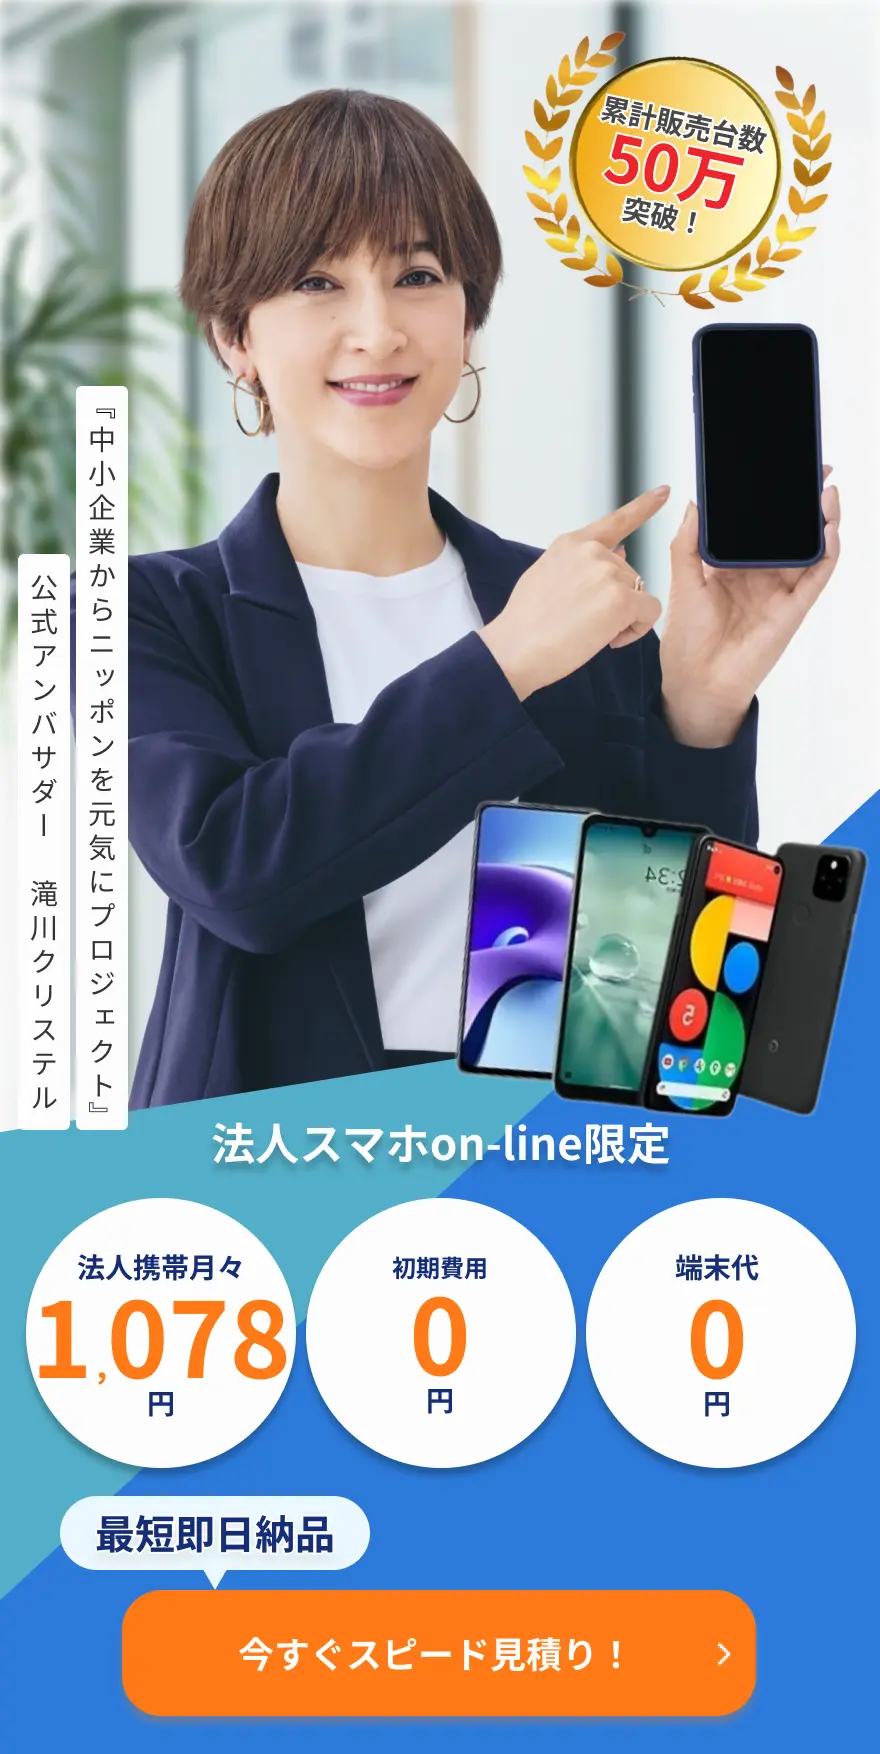 累計販売台数
50万
突破！
『中小企業からニッポンを元気にプロジェクト』
公式アンバサダー　滝川クリステル
法人スマホon-line限定
法人携帯月々
1,078
円
初期費用
0
円
端末代
0
円
最短即日納品
今すぐスピード見積り！